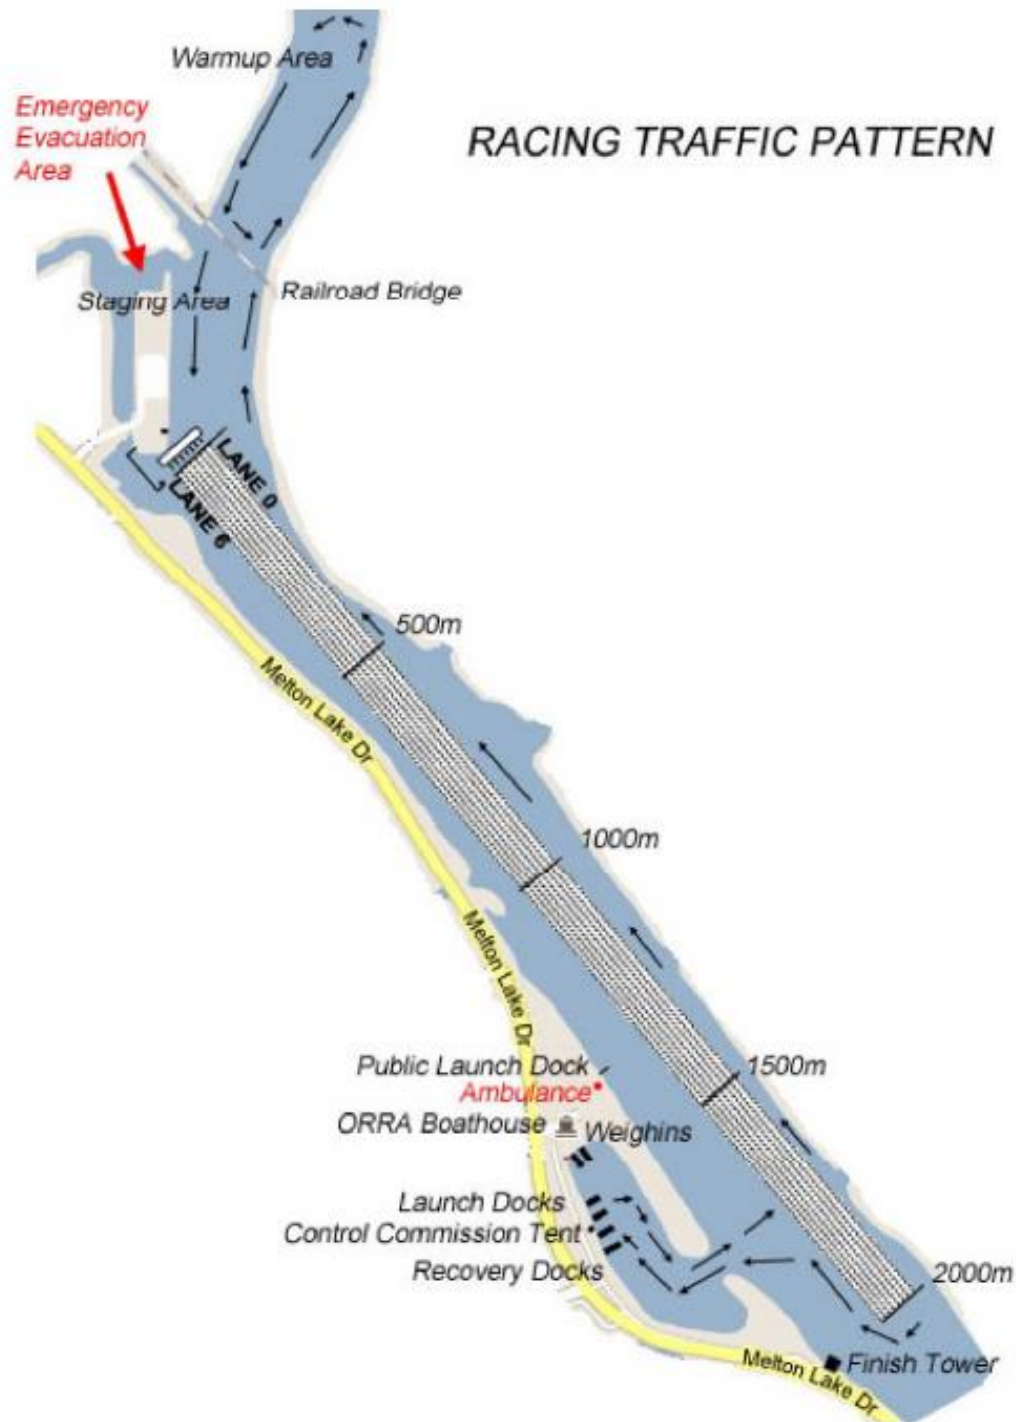 Warmup Area
Emergency
Evacuation
Area
RACING TRAFFIC PATTERN
Railroad Bridge
Staging Area
LANE 0
LANE 6
500m
Melton Lake Dr
1000m
Melton Lake Dr
1500m
Public Launch Dock
Ambulance
ORRA Boathouse
Weighins
Launch Docks
Control Commission Tent
Recovery Docks
2000m
Finish Tower
Melton Lake Dr